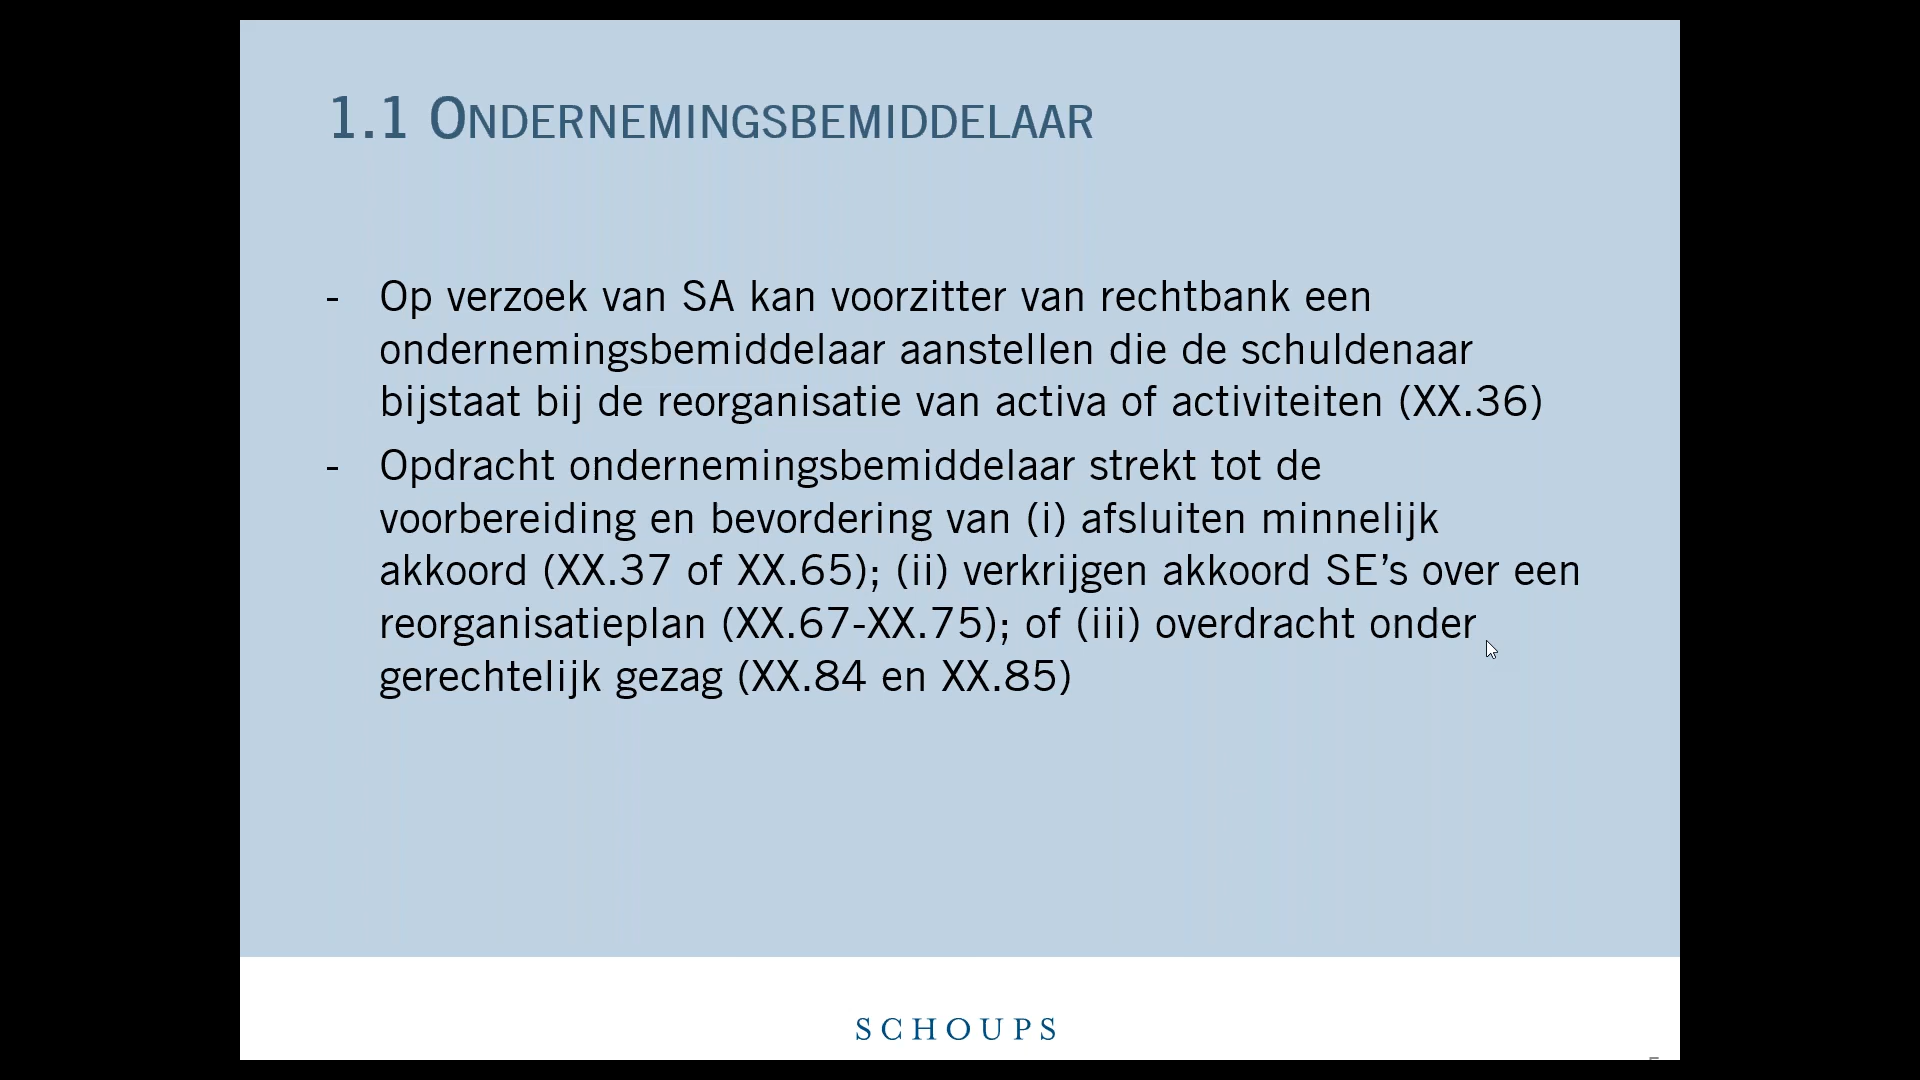 1.1 ONDERNEMINGSBEMIDDELAAR
- Op verzoek van SA kan voorzitter van rechtbank een
ondernemingsbemiddelaar aanstellen die de schuldenaar
bijstaat bij de reorganisatie van activa of activiteiten (XX.36)
- Opdracht ondernemingsbemiddelaar strekt tot de
voorbereiding en bevordering van (i) afsluiten minnelijk
akkoord (XX.37 of XX.65); (ii) verkrijgen akkoord SE’s over een
reorganisatieplan (XX.67-XX.75); of (iii) overdracht onder
gerechtelijk gezag (XX.84 en XX.85)
SCHOUPS